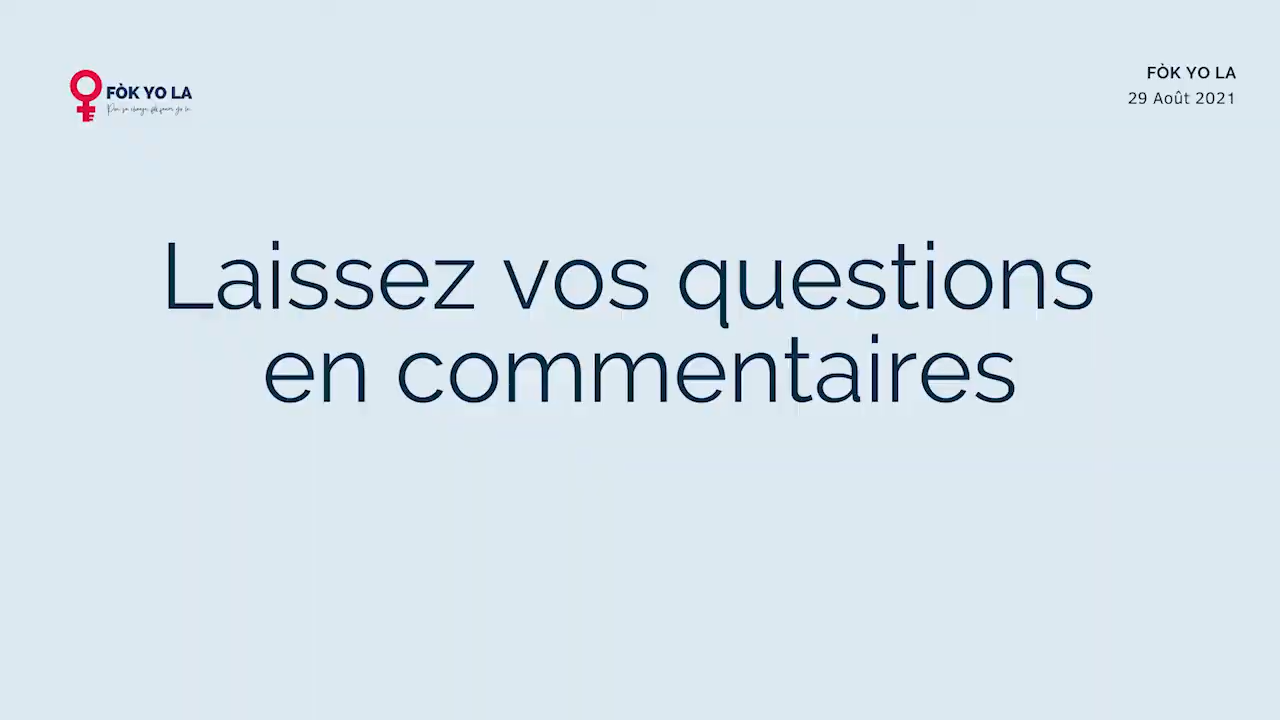 FÒK YO LA
FÒK YO LA
29 Août 2021
Laissez vos questions
en commentaires